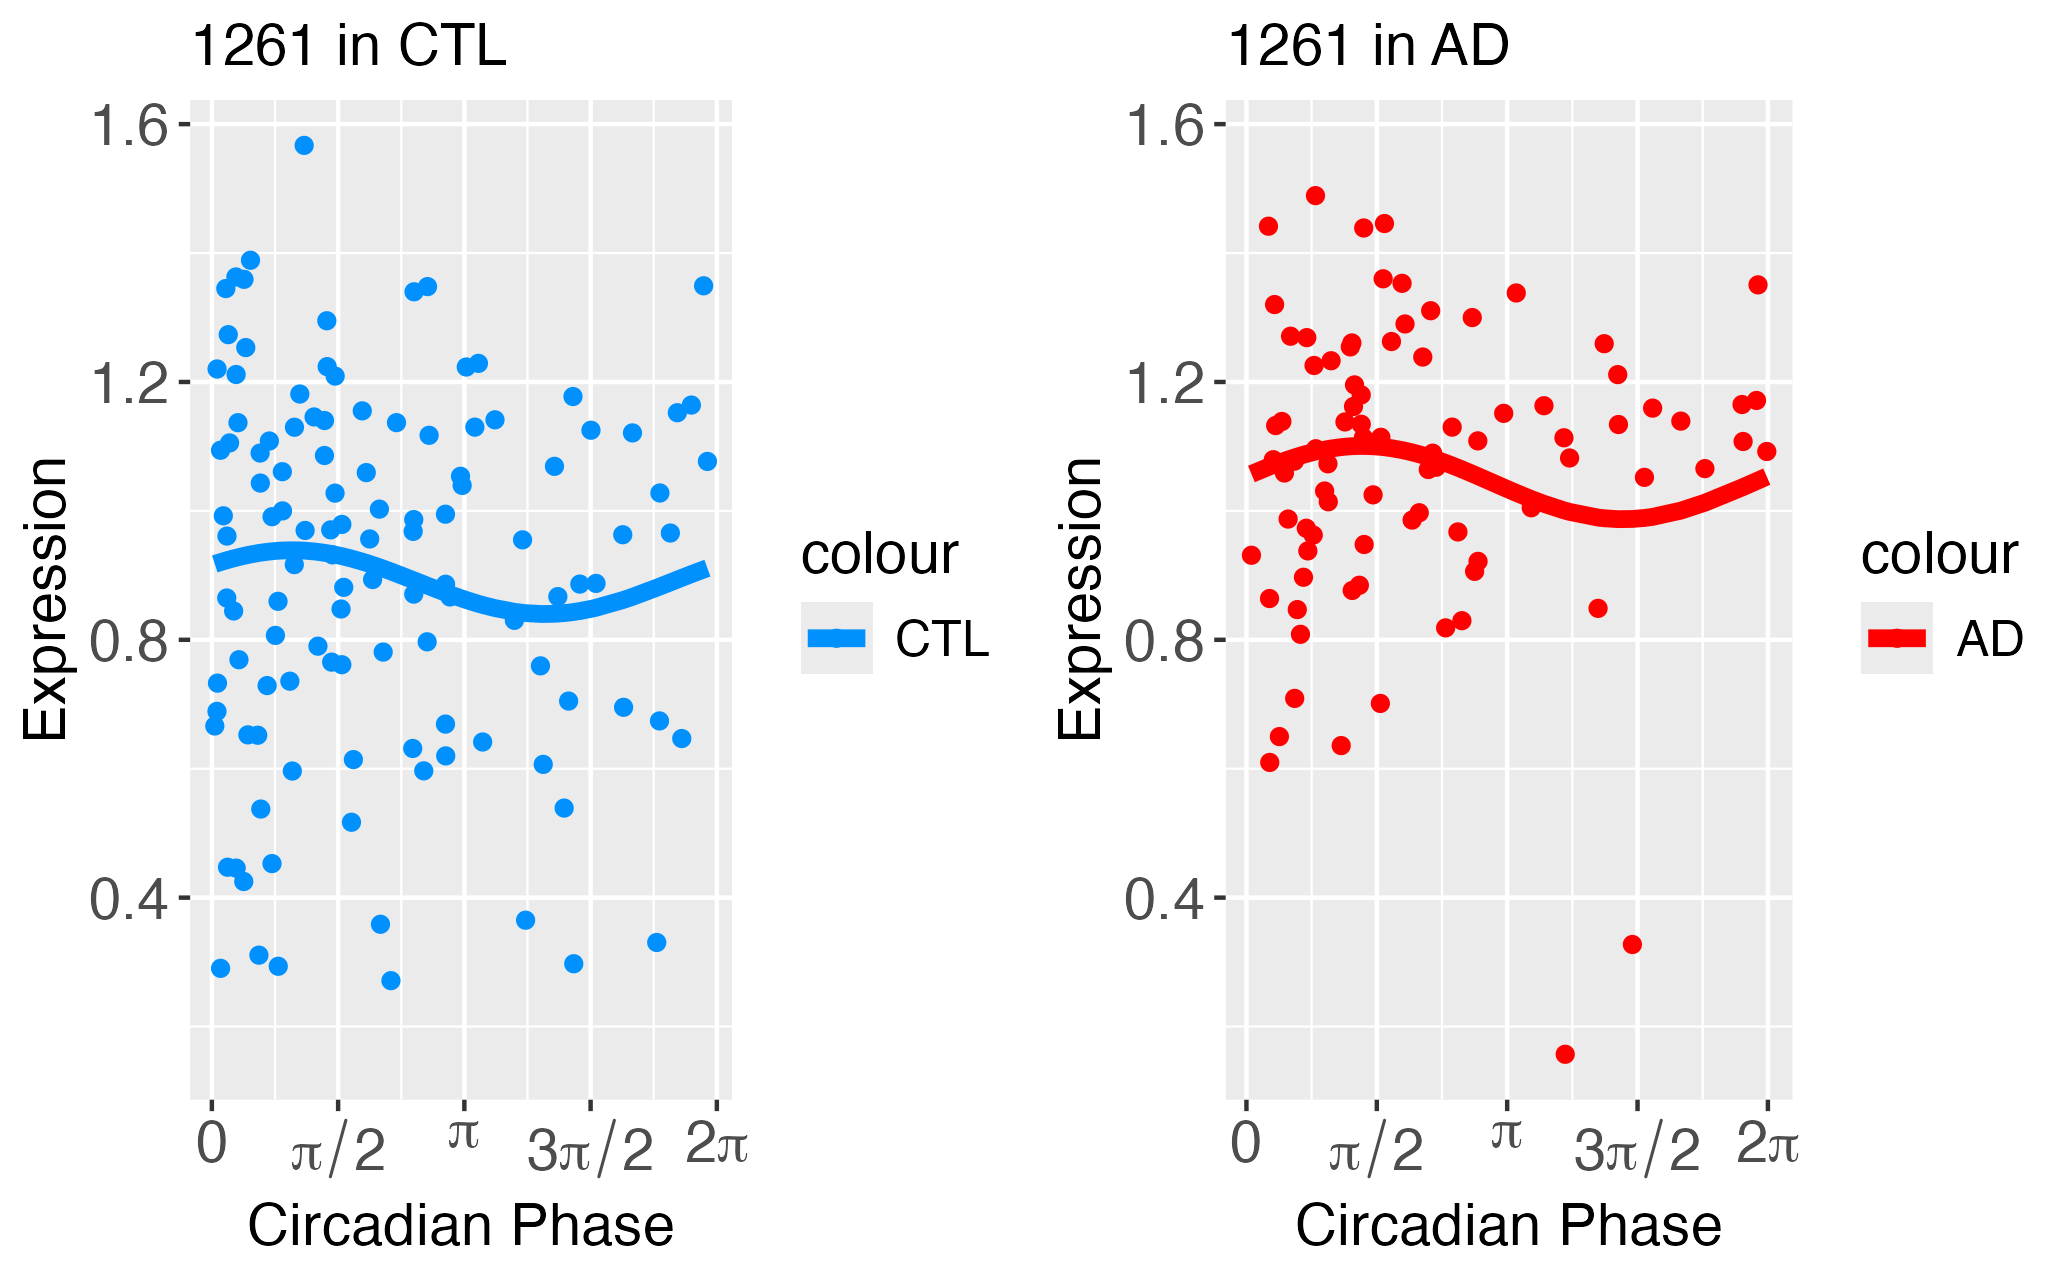 1261 in CTL
1.6
1.2
0.8
0.4
Expression
0 π/2 π 3π/2 2π
Circadian Phase
colour
CTL
1261 in AD
1.6
1.2
0.8
0.4
Expression
0 π/2 π 3π/2 2π
Circadian Phase
colour
AD